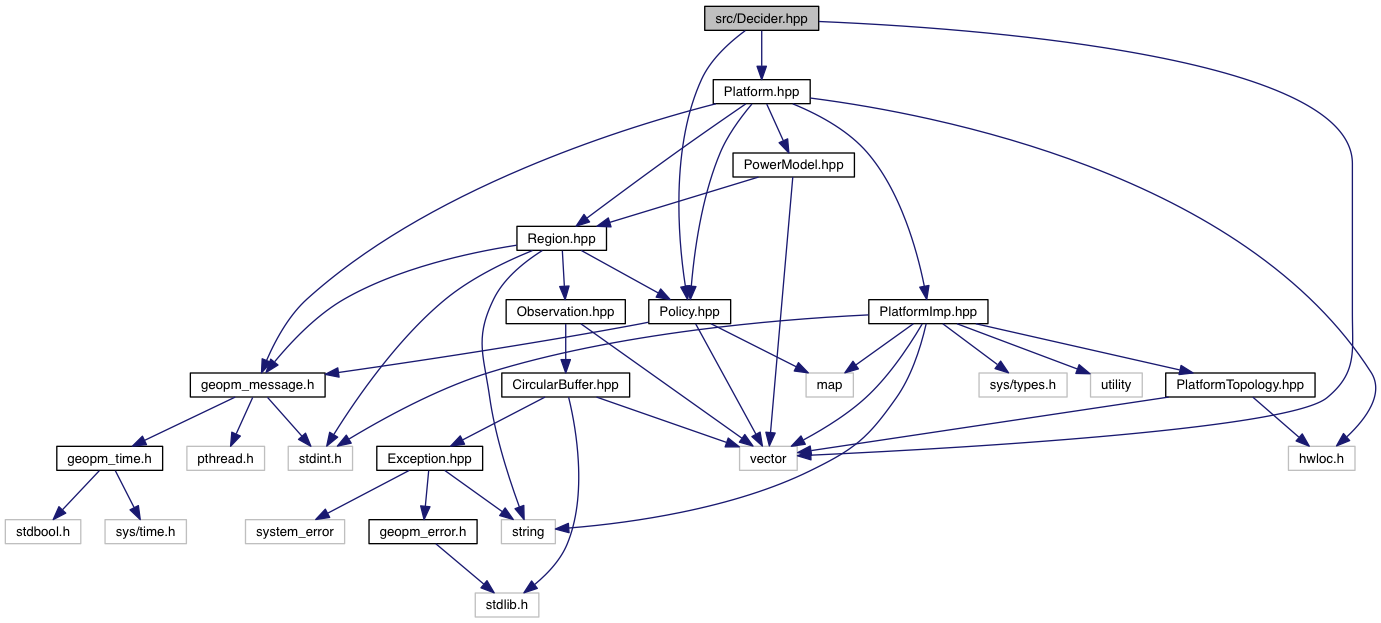 src/Decider.hpp
Platform.hpp
PowerModel.hpp
Region.hpp
Observation.hpp
Policy.hpp
PlatformImp.hpp
geopm_message.h
CircularBuffer.hpp
map
sys/types.h
utility
PlatformTopology.hpp
geopm_time.h
pthread.h
stdint.h
Exception.hpp
vector
hwloc.h
stdbool.h
sys/time.h
system_error
geopm_error.h
string
stdlib.h